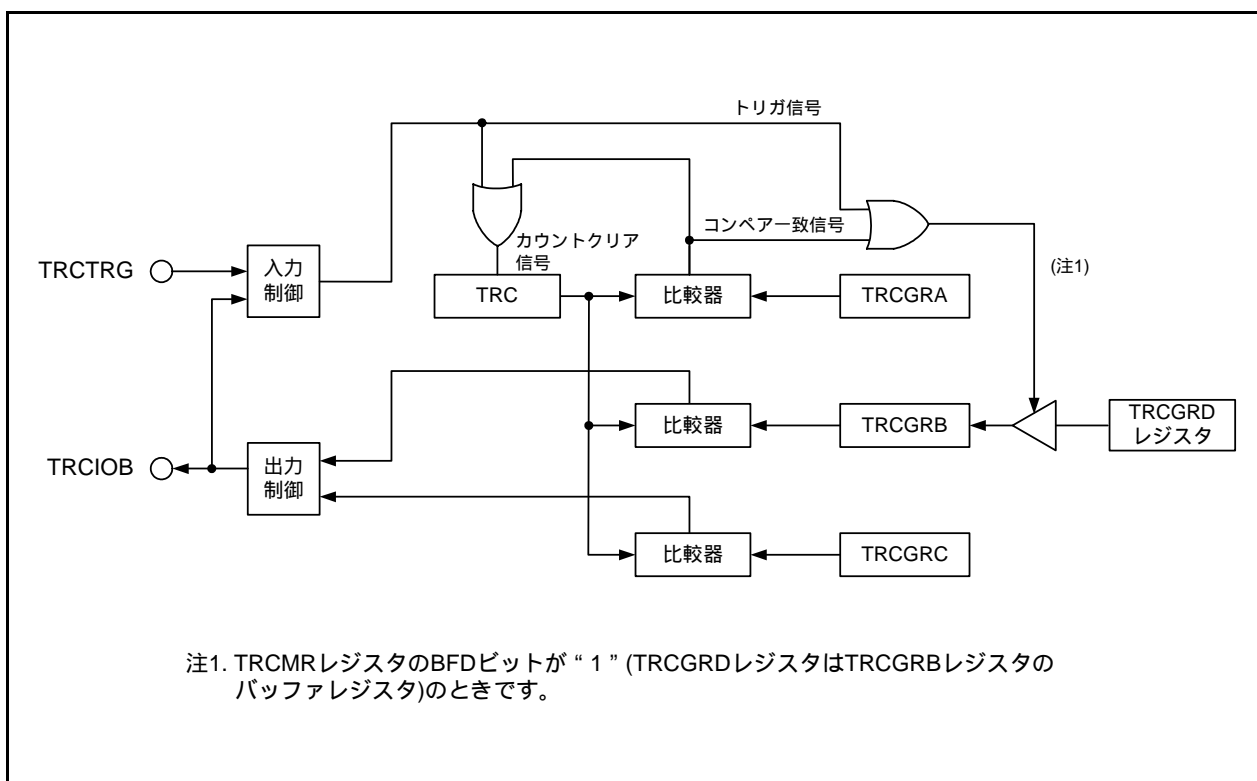 トリガ信号
コンペア一致信号
カウントクリア
信号
(注1)
TRCTRG
入力
制御
TRC
比較器
TRCGRA
比較器
TRCGRB
TRCGRD
レジスタ
TRCIOB
出力
制御
比較器
TRCGRC
注1. TRCMRレジスタのBFDビットが“1”(TRCGRDレジスタはTRCGRBレジスタの
バッファレジスタ)のときです。